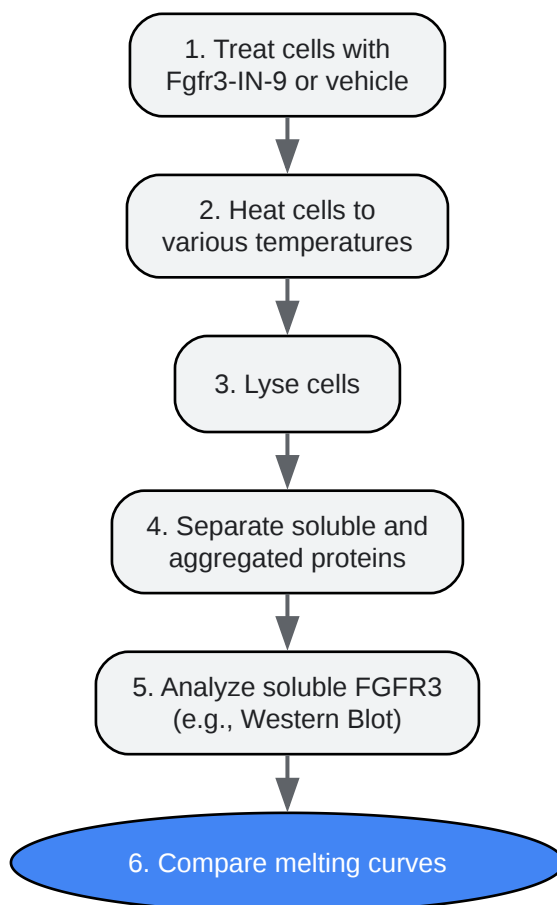 1. Treat cells with
Fgfr3-IN-9 or vehicle
2. Heat cells to
various temperatures
3. Lyse cells
4. Separate soluble and
aggregated proteins
5. Analyze soluble FGFR3
(e.g., Western Blot)
6. Compare melting curves